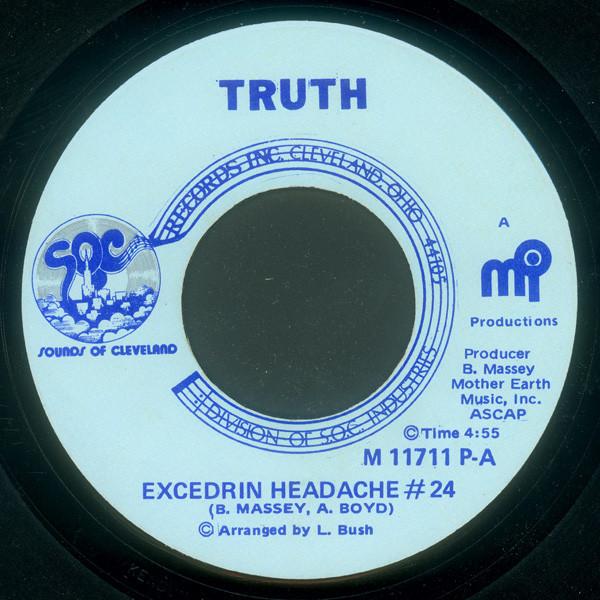 TRUTH
RECORDS INC. CLEVELAND, OHIO 44105
A
SOC
mp
Productions
SOUNDS OF CLEVELAND
Producer
B. Massey
Mother Earth
Music, Inc.
ASCAP
DIVISION OF S.O.C. INDUSTRIES
© Time 4:55
M 11711 P-A
EXCEDRIN HEADACHE # 24
(B. MASSEY, A. BOYD)
© Arranged by L. Bush